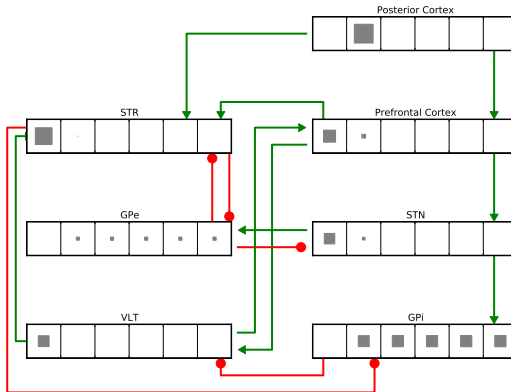 Posterior Cortex
STR
Prefrontal Cortex
GPe
STN
VLT
GPi